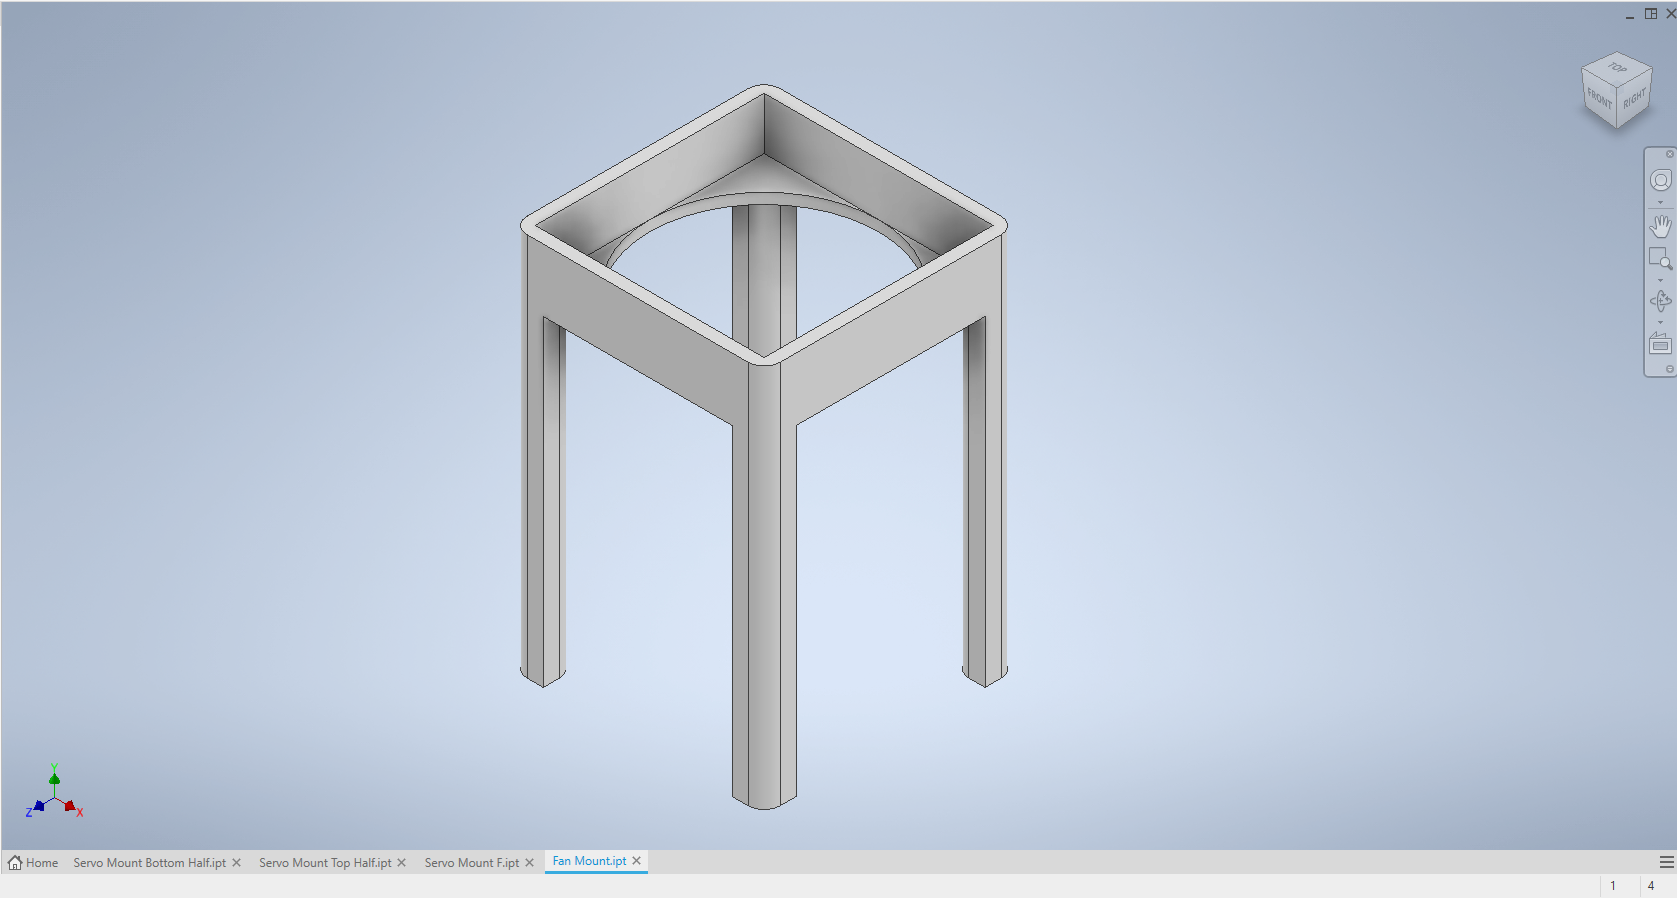 TOP
FRONT
RIGHT
Y
Z
X
Home
Servo Mount Bottom Half.ipt
Servo Mount Top Half.ipt
Servo Mount F.ipt
Fan Mount.ipt
1
4